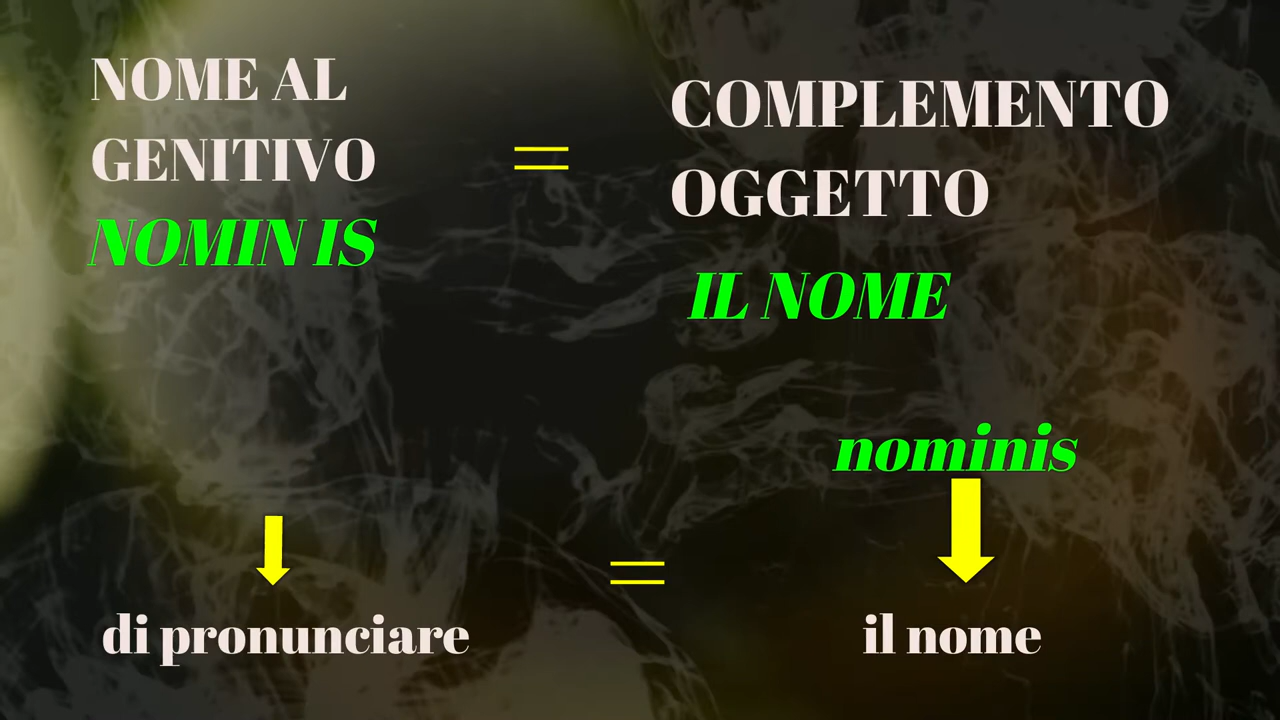 NOME AL
GENITIVO
NOMIN IS
=
COMPLEMENTO
OGGETTO
IL NOME
nominis
di pronunciare
=
il nome